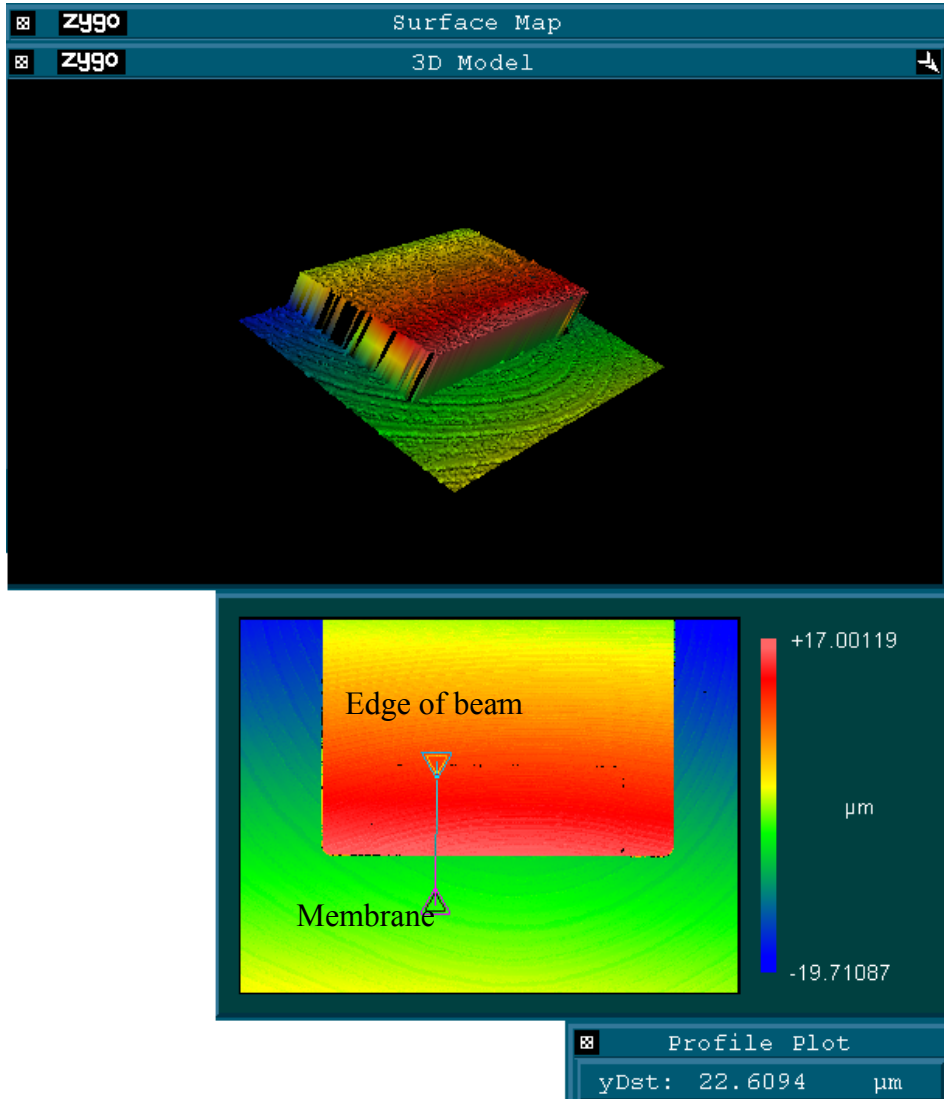 zygo Surface Map
zygo 3D Model
+17.00119
Edge of beam
µm
Membrane
-19.71087
Profile Plot
yDst: 22.6094 µm